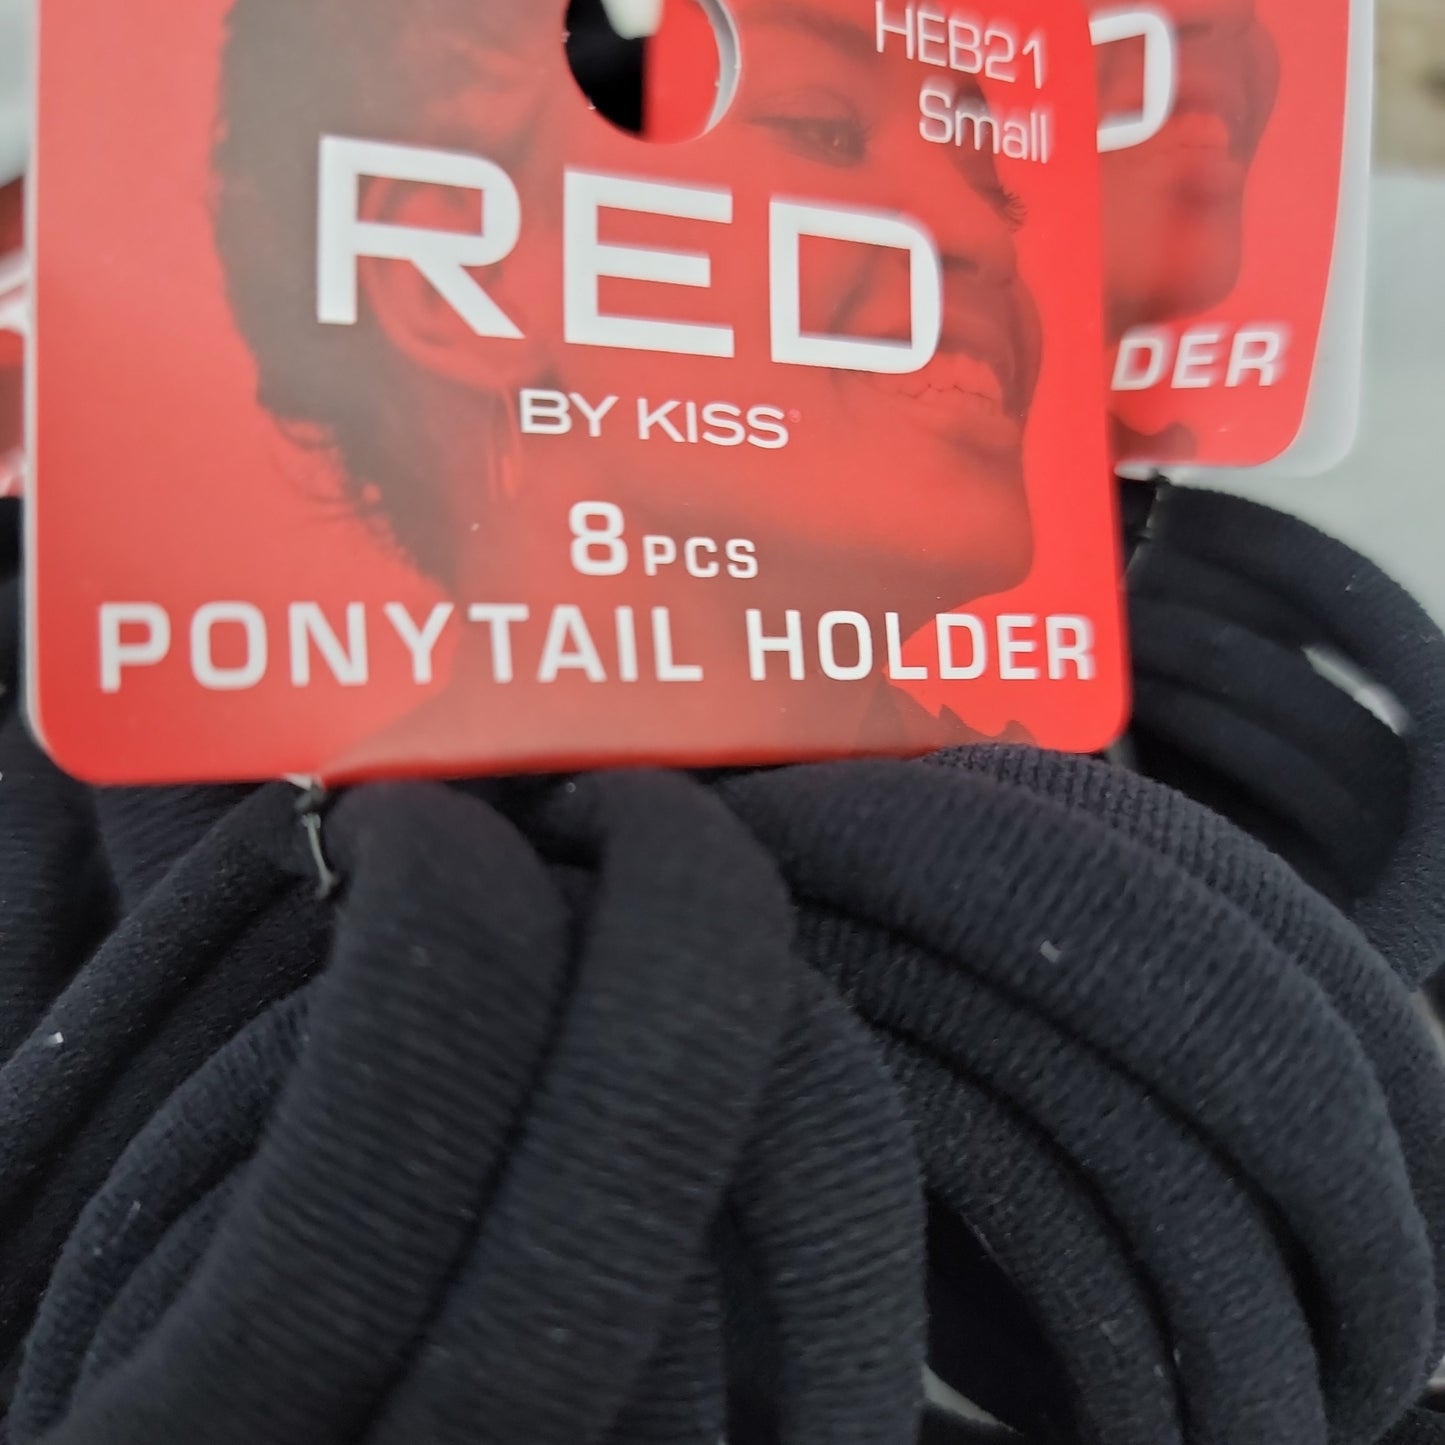 HEB21
Small
RED
BY KISS
8 PCS
PONYTAIL HOLDER
D
DER